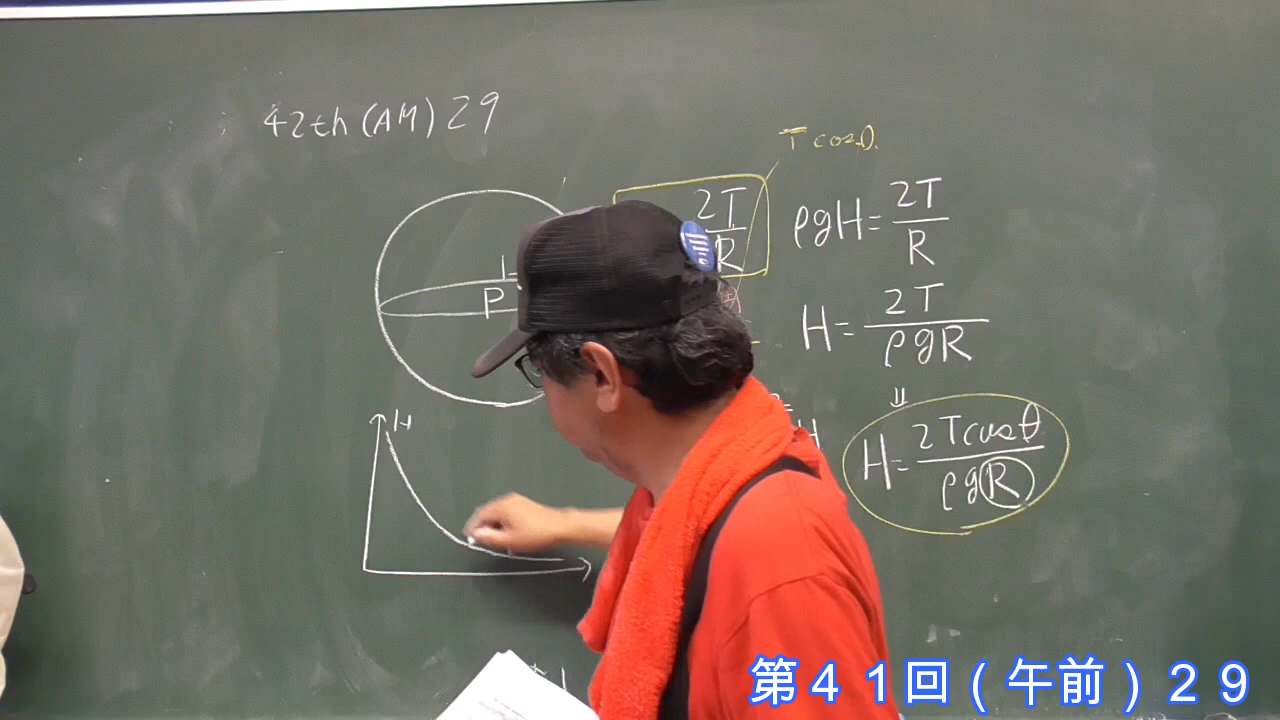 42th (AM) 29
T cosθ
2T
R
ρgH = 2T/R
P
H = 2T/ρgR
H
H = 2Tcosθ/ρgR
第41回(午前)29